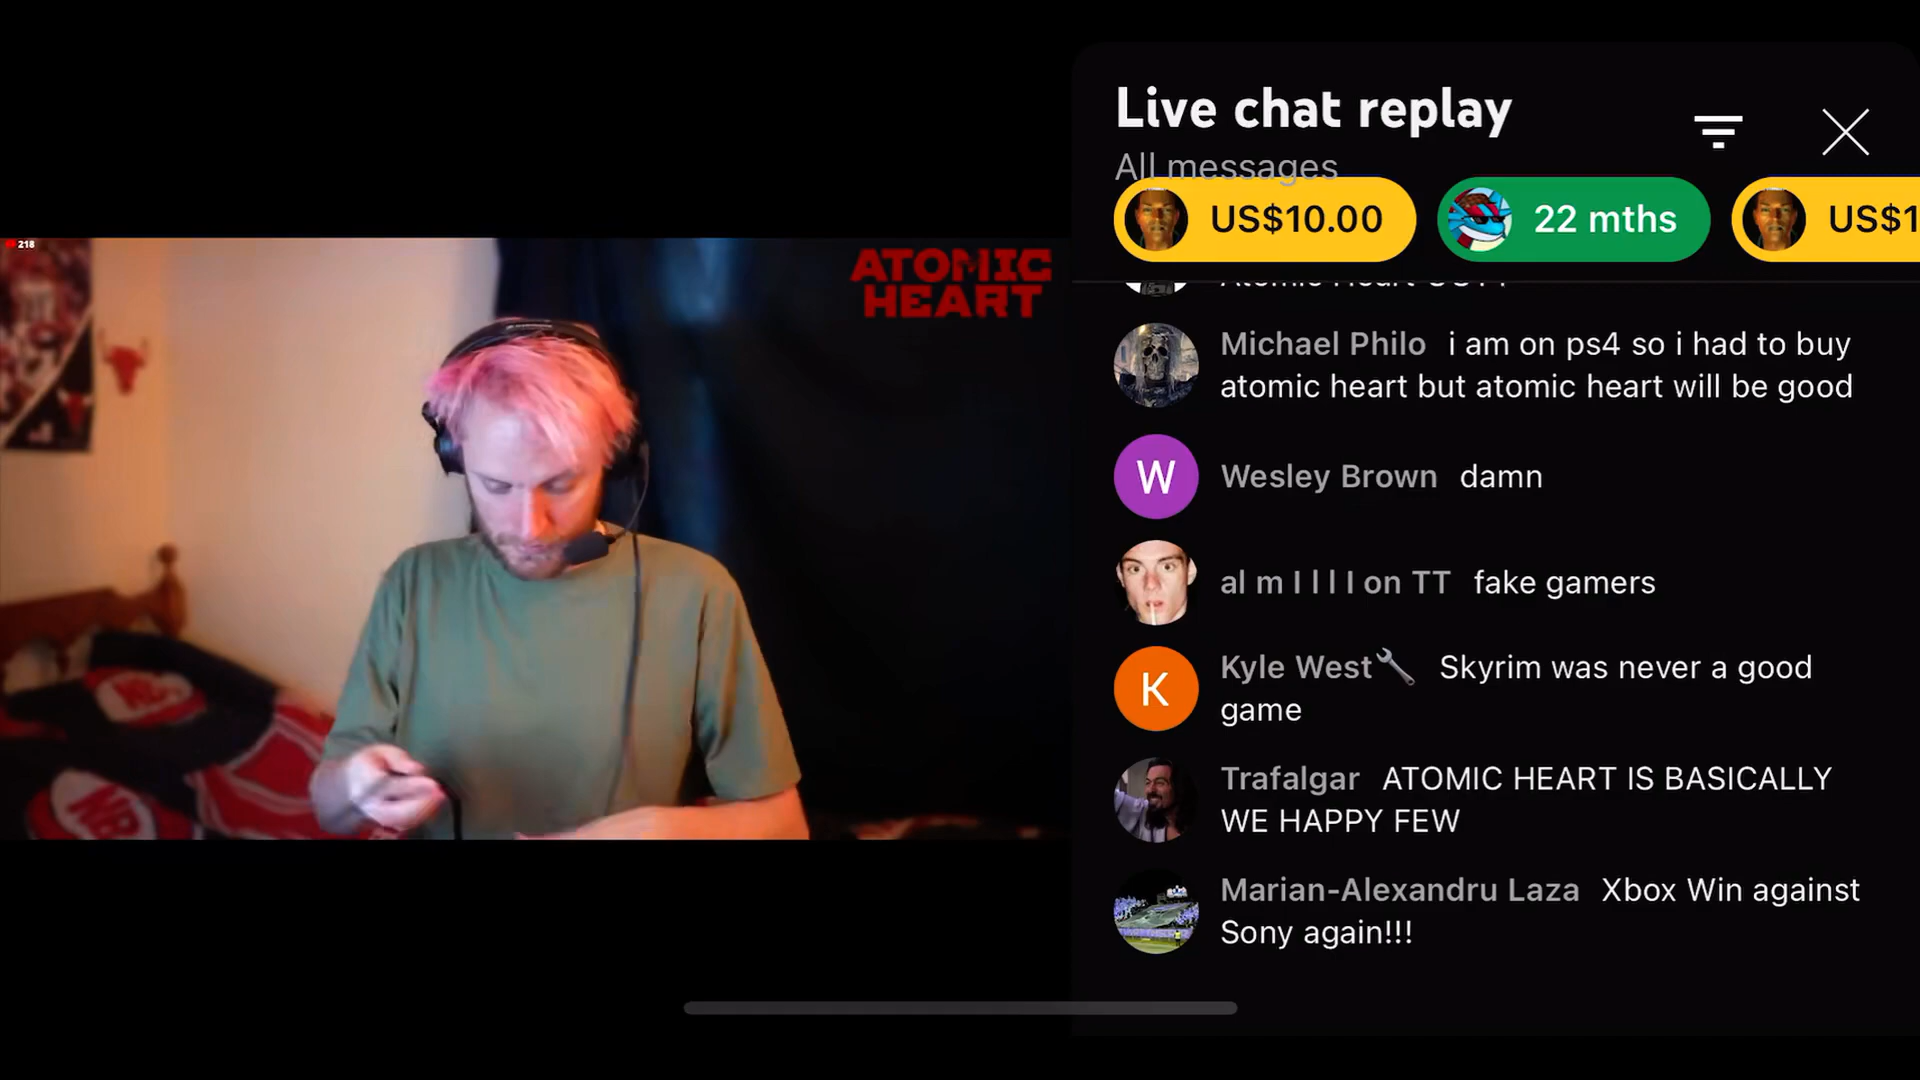 218
ATOMIC
HEART
Live chat replay
All messages
US$10.00
22 mths
US$1
Michael Philo i am on ps4 so i had to buy
atomic heart but atomic heart will be good
W
Wesley Brown damn
al m I l l I on TT fake gamers
K
Kyle West Skyrim was never a good
game
Trafalgar ATOMIC HEART IS BASICALLY
WE HAPPY FEW
Marian-Alexandru Laza Xbox Win against
Sony again!!!